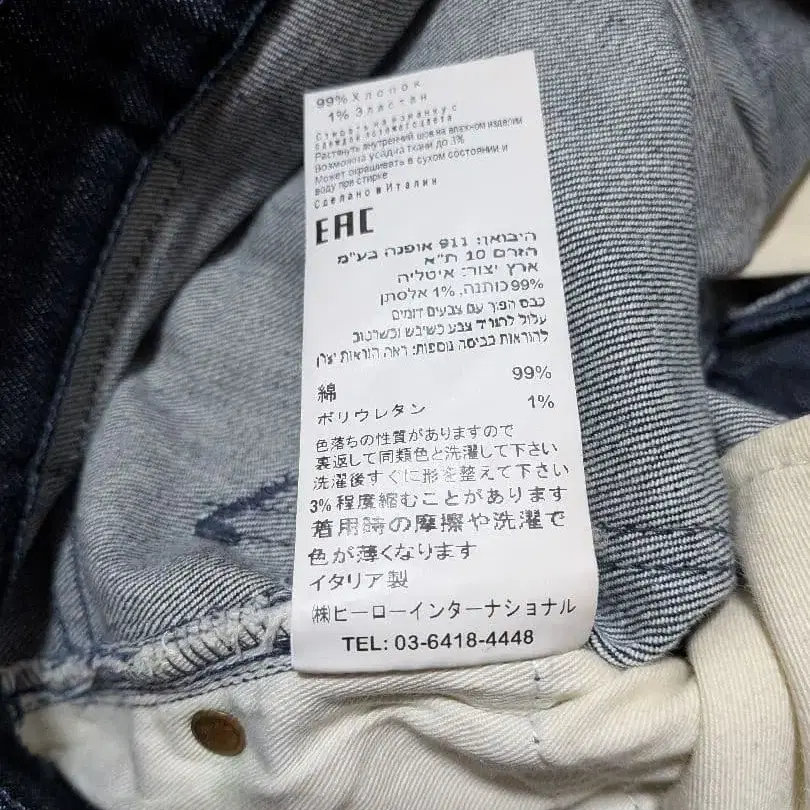 99% Хлопок
1% Эластан
Стирать наизнанку с
одеждой похожего цвета
Растянуть внутренний шов на влажном изделии
Возможна усадка ткани до 3%
Может окрашивать в сухом состоянии и
воду при стирке
Сделано в Италии
EAC
היבואן: 911 אופנה בע"מ
הזרם 10 ת"א
ארץ יצור: איטליה
99% כותנה, 1% אלסתן
כבס הפוך עם צבעים דומים
עלול להוריד צבע כשיבש וכשרטוב
להוראות כביסה נוספות: ראה הוראות יצרן
綿 99%
ポリウレタン 1%
色落ちの性質がありますので
裏返して同類色と洗濯して下さい
洗濯後すぐに形を整えて下さい
3% 程度縮むことがあります
着用時の摩擦や洗濯で
色が薄くなります
イタリア製
㈱ヒーローインターナショナル
TEL: 03-6418-4448